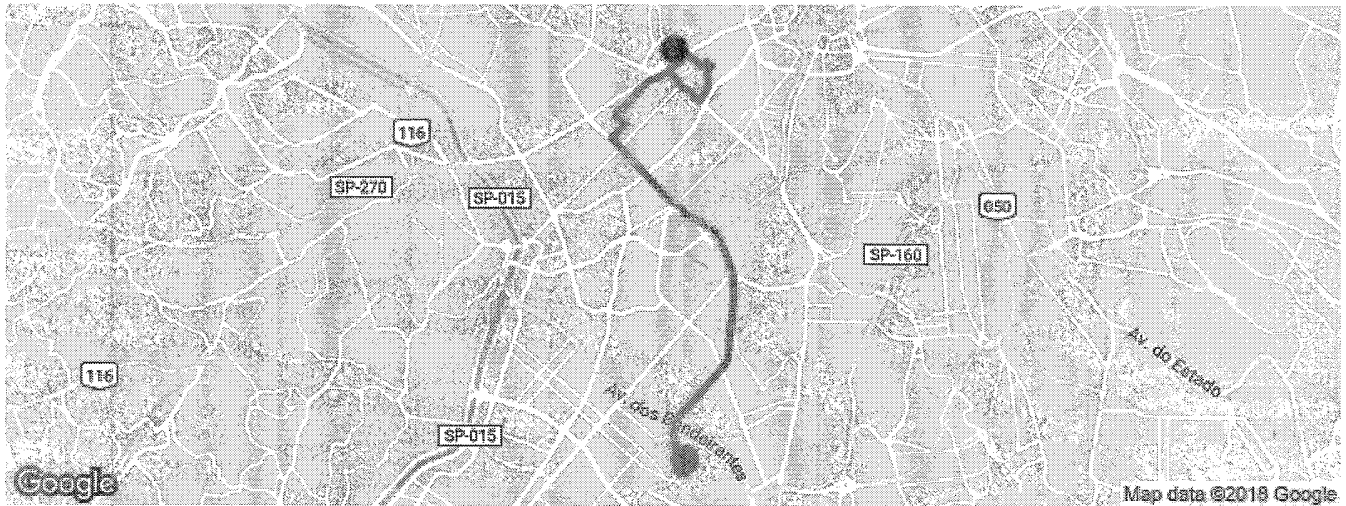 116
SP-270
SP-015
050
SP-160
Av. do Estado
116
Av. dos Bandeirantes
SP-015
Google
Map data ©2018 Google